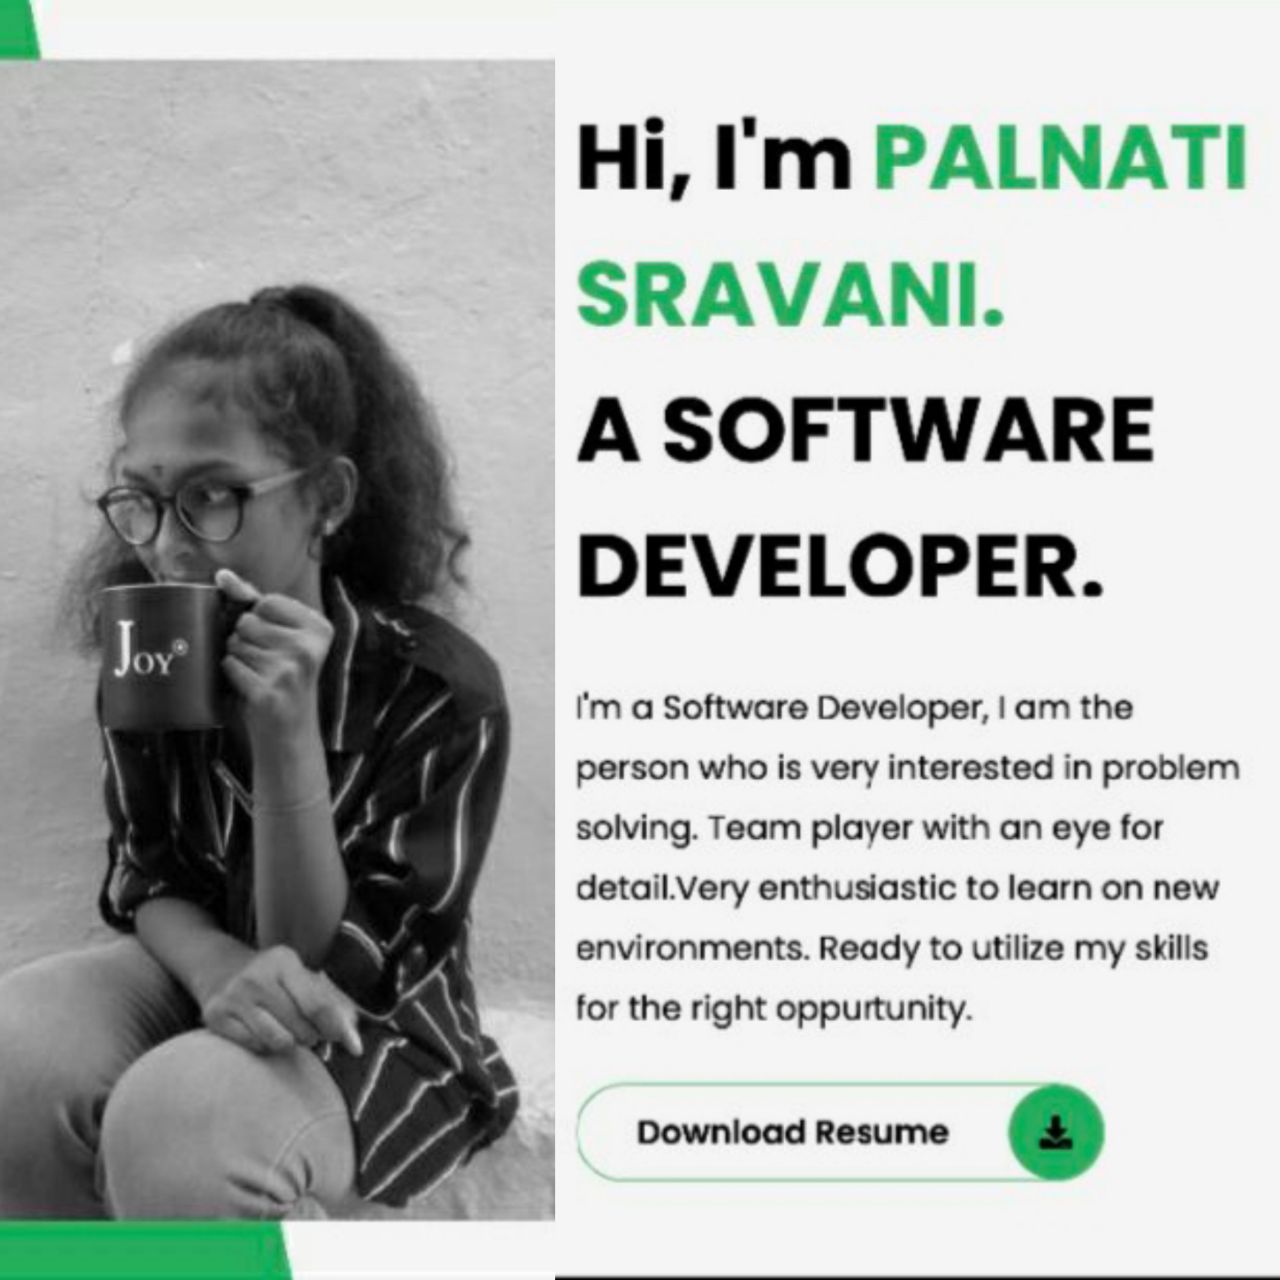 Joy®
Hi, I'm PALNATI
SRAVANI.
A SOFTWARE
DEVELOPER.
I'm a Software Developer, I am the
person who is very interested in problem
solving. Team player with an eye for
detail.Very enthusiastic to learn on new
environments. Ready to utilize my skills
for the right oppurtunity.
Download Resume